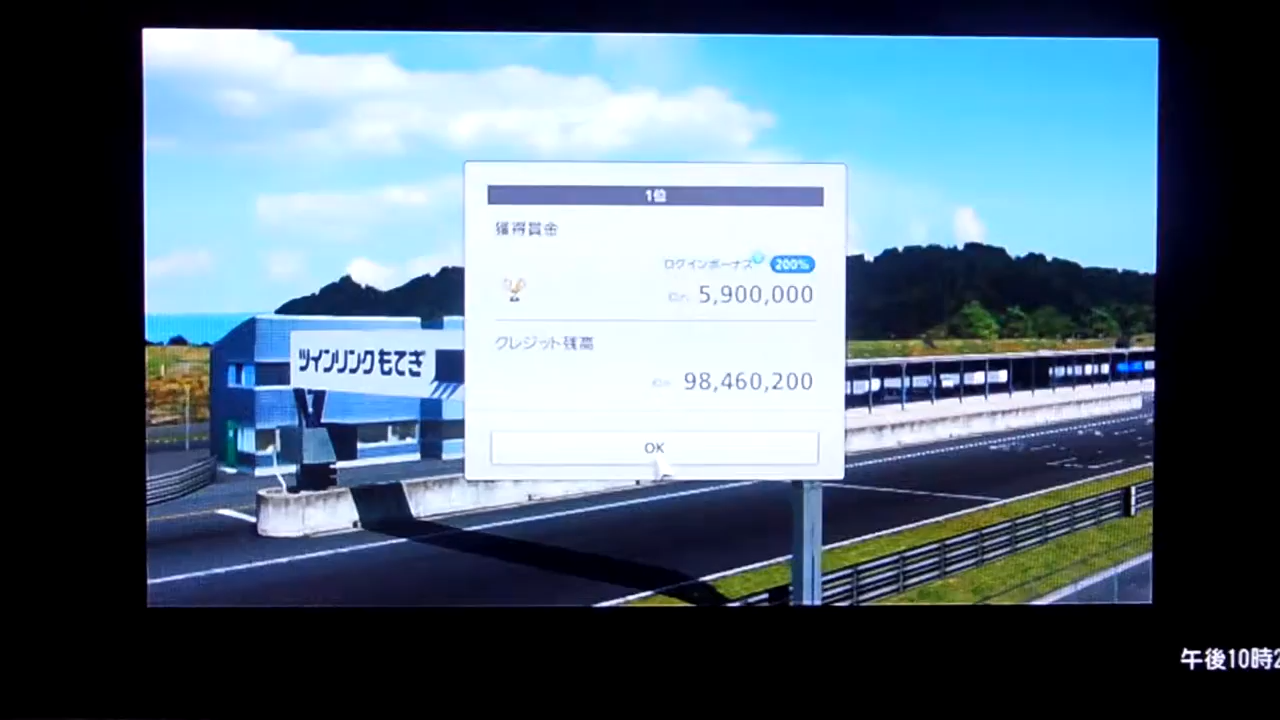 1位
獲得賞金
ログインボーナス 200%
Cr. 5,900,000
クレジット残高
Cr. 98,460,200
OK
ツインリンクもてぎ
午後10時2